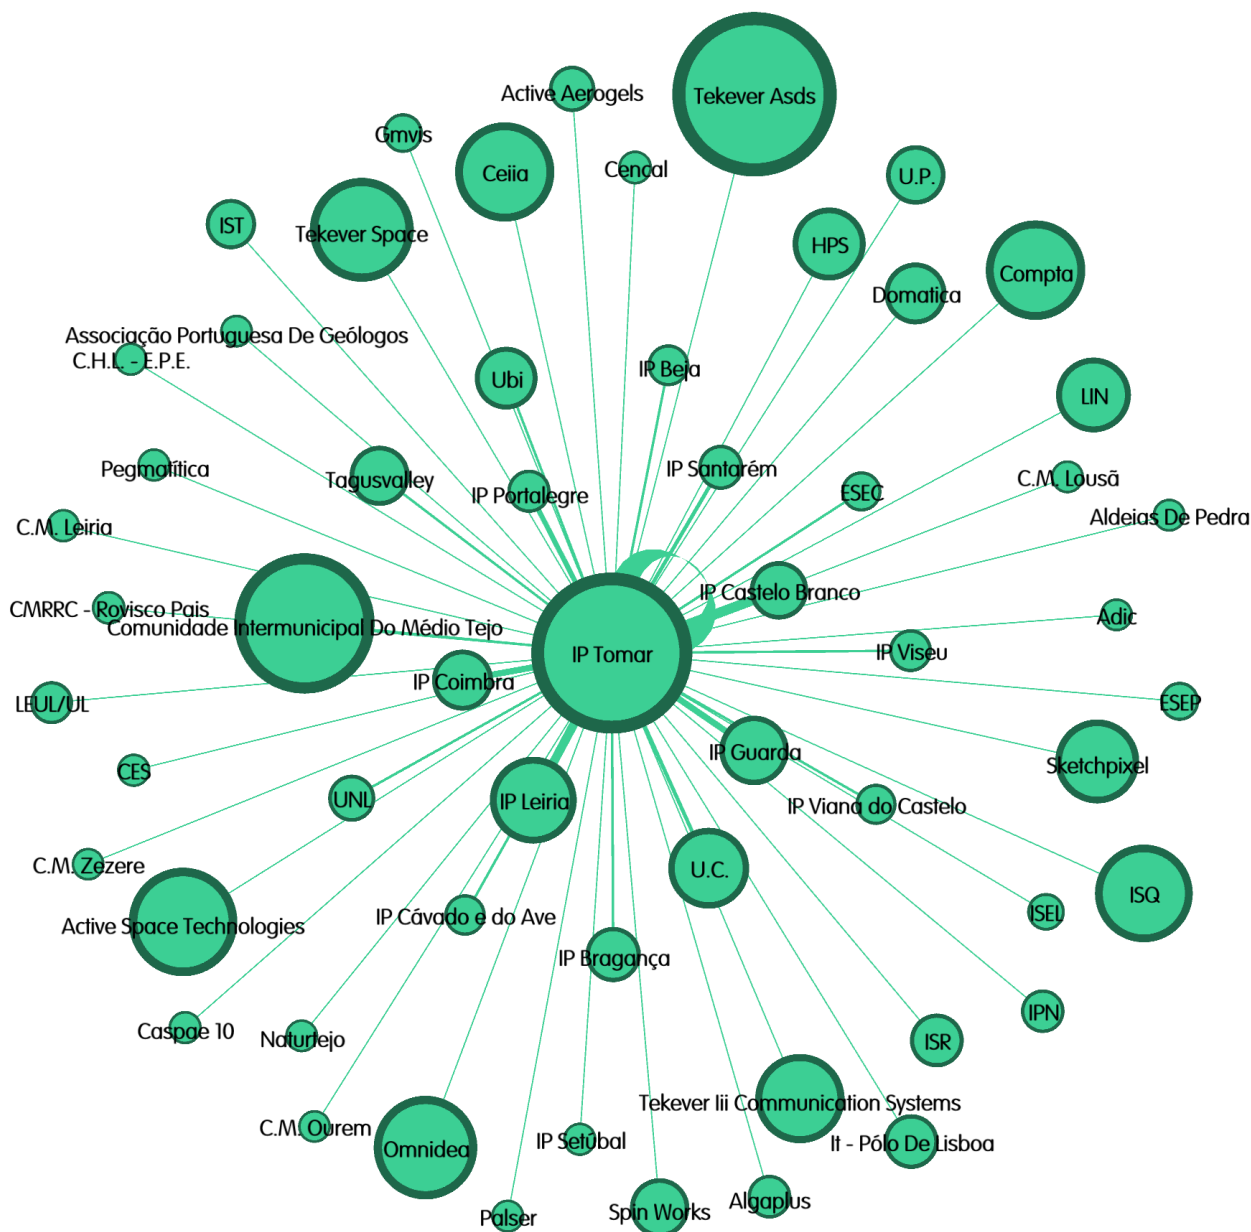 Active Aerogels
Tekever Asds
Gmvis
Ceiia
Cencal
U.P.
IST
Tekever Space
HPS
Compta
Domatica
Associação Portuguesa De Geólogos
C.H.L. - E.P.E.
Ubi
IP Beja
LIN
Pegmatítica
Tagusvalley
IP Portalegre
IP Santarém
ESEC
C.M. Lousã
C.M. Leiria
Aldeias De Pedra
CMRRC - Rovisco Pais
Comunidade Intermunicipal Do Médio Tejo
IP Castelo Branco
Adic
IP Tomar
IP Viseu
LEUL/UL
IP Coimbra
ESEP
CES
UNL
IP Leiria
IP Guarda
Sketchpixel
IP Viana do Castelo
C.M. Zezere
U.C.
ISQ
Active Space Technologies
IP Cávado e do Ave
ISEL
IP Bragança
Caspae 10
Naturtejo
ISR
IPN
C.M. Ourem
Omnidea
IP Setúbal
Tekever Iii Communication Systems
It - Pólo De Lisboa
Palser
Spin Works
Algaplus